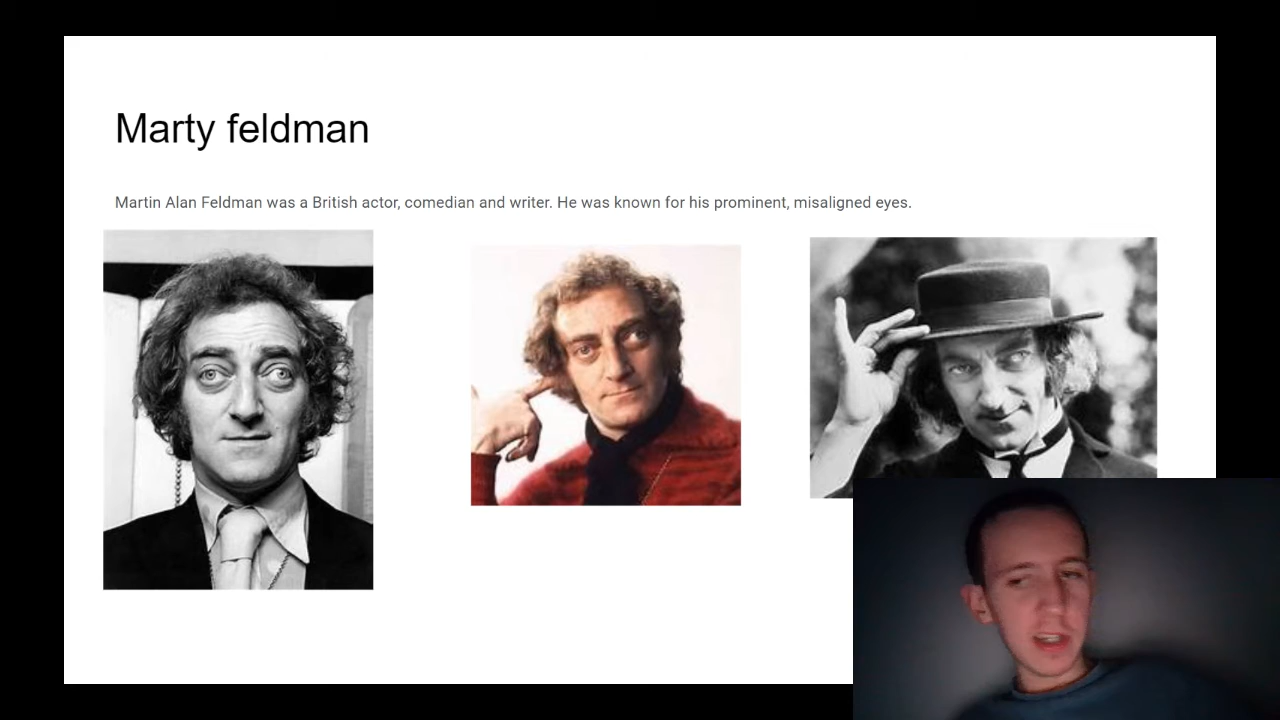 Marty feldman
Martin Alan Feldman was a British actor, comedian and writer. He was known for his prominent, misaligned eyes.